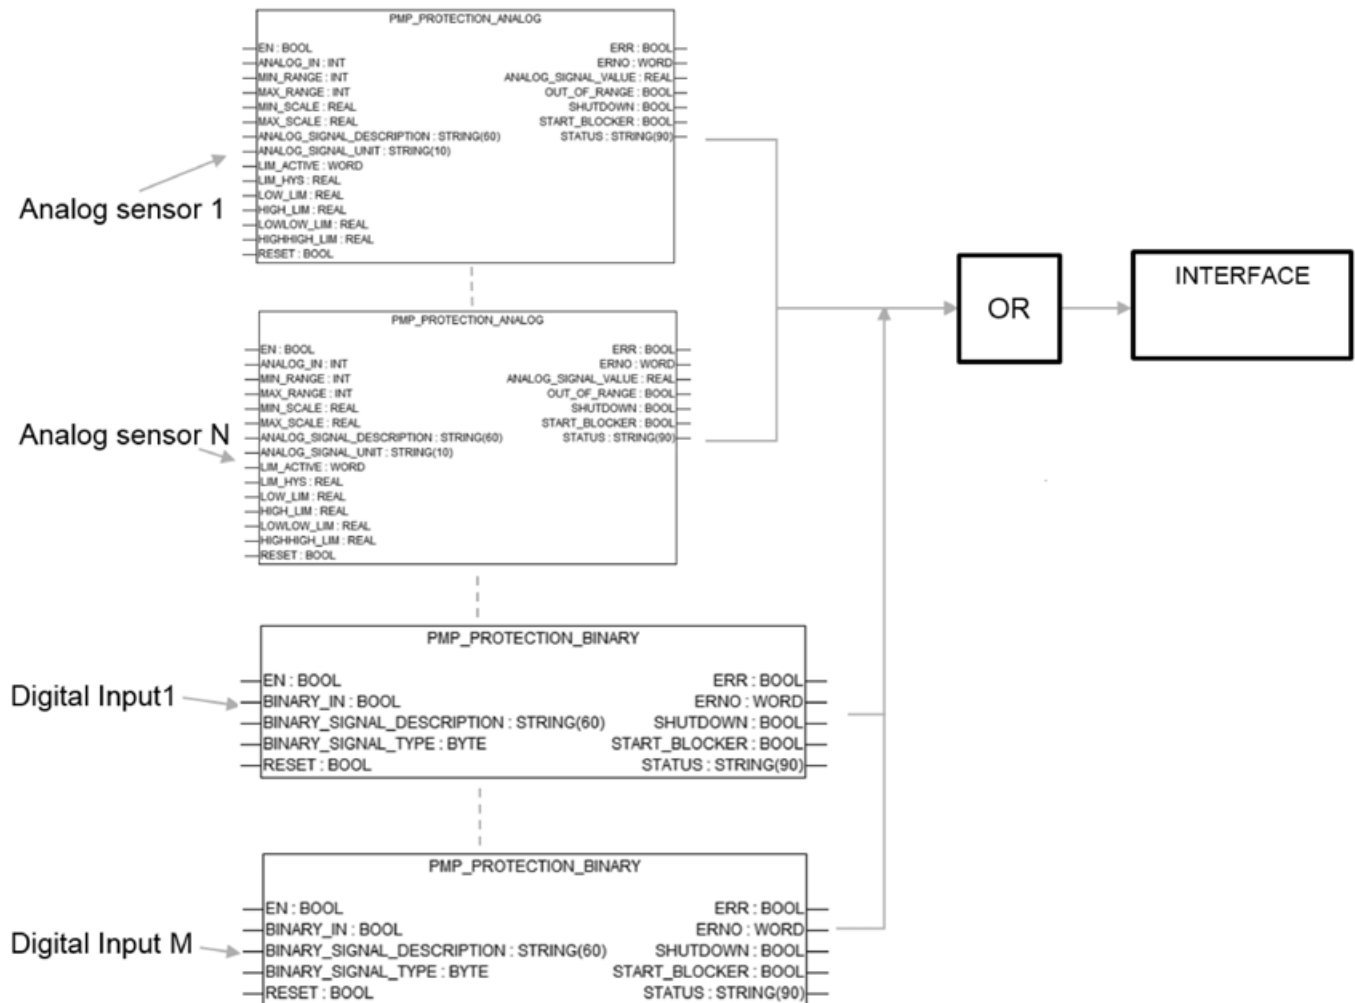 PMP_PROTECTION_ANALOG
EN : BOOL ERR : BOOL
ANALOG_IN : INT ERNO : WORD
MIN_RANGE : INT ANALOG_SIGNAL_VALUE : REAL
MAX_RANGE : INT OUT_OF_RANGE : BOOL
MIN_SCALE : REAL SHUTDOWN : BOOL
MAX_SCALE : REAL START_BLOCKER : BOOL
ANALOG_SIGNAL_DESCRIPTION : STRING(60) STATUS : STRING(90)
ANALOG_SIGNAL_UNIT : STRING(10)
LIM_ACTIVE : WORD
LIM_HYS : REAL
LOW_LIM : REAL
HIGH_LIM : REAL
LOWLOW_LIM : REAL
HIGHHIGH_LIM : REAL
RESET : BOOL
Analog sensor 1
PMP_PROTECTION_ANALOG
EN : BOOL ERR : BOOL
ANALOG_IN : INT ERNO : WORD
MIN_RANGE : INT ANALOG_SIGNAL_VALUE : REAL
MAX_RANGE : INT OUT_OF_RANGE : BOOL
MIN_SCALE : REAL SHUTDOWN : BOOL
MAX_SCALE : REAL START_BLOCKER : BOOL
ANALOG_SIGNAL_DESCRIPTION : STRING(60) STATUS : STRING(90)
ANALOG_SIGNAL_UNIT : STRING(10)
LIM_ACTIVE : WORD
LIM_HYS : REAL
LOW_LIM : REAL
HIGH_LIM : REAL
LOWLOW_LIM : REAL
HIGHHIGH_LIM : REAL
RESET : BOOL
Analog sensor N
OR
INTERFACE
PMP_PROTECTION_BINARY
EN : BOOL ERR : BOOL
BINARY_IN : BOOL ERNO : WORD
BINARY_SIGNAL_DESCRIPTION : STRING(60) SHUTDOWN : BOOL
BINARY_SIGNAL_TYPE : BYTE START_BLOCKER : BOOL
RESET : BOOL STATUS : STRING(90)
Digital Input1
PMP_PROTECTION_BINARY
EN : BOOL ERR : BOOL
BINARY_IN : BOOL ERNO : WORD
BINARY_SIGNAL_DESCRIPTION : STRING(60) SHUTDOWN : BOOL
BINARY_SIGNAL_TYPE : BYTE START_BLOCKER : BOOL
RESET : BOOL STATUS : STRING(90)
Digital Input M